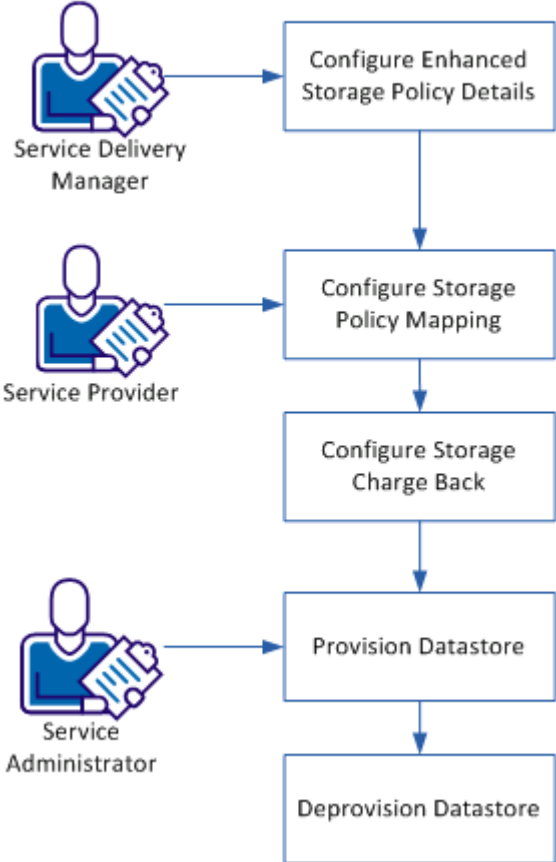 Configure Enhanced
Storage Policy Details
Service Delivery
Manager
Configure Storage
Policy Mapping
Service Provider
Configure Storage
Charge Back
Provision Datastore
Service
Administrator
Deprovision Datastore